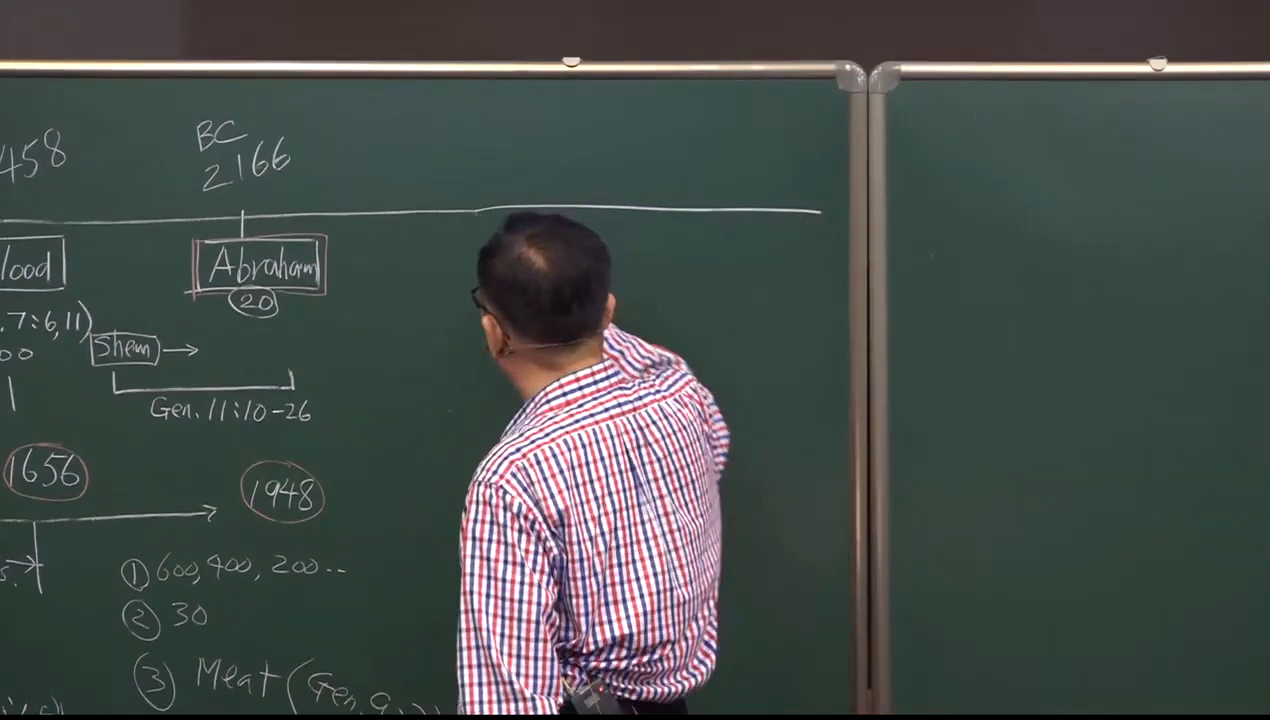 458
BC
2166
lood
Abraham
20
.7:6,11)
00
Shem →
1
Gen. 11:10-26
1656
1948
s.
① 600, 400, 200...
② 30
③ Meat (Gen. 9: